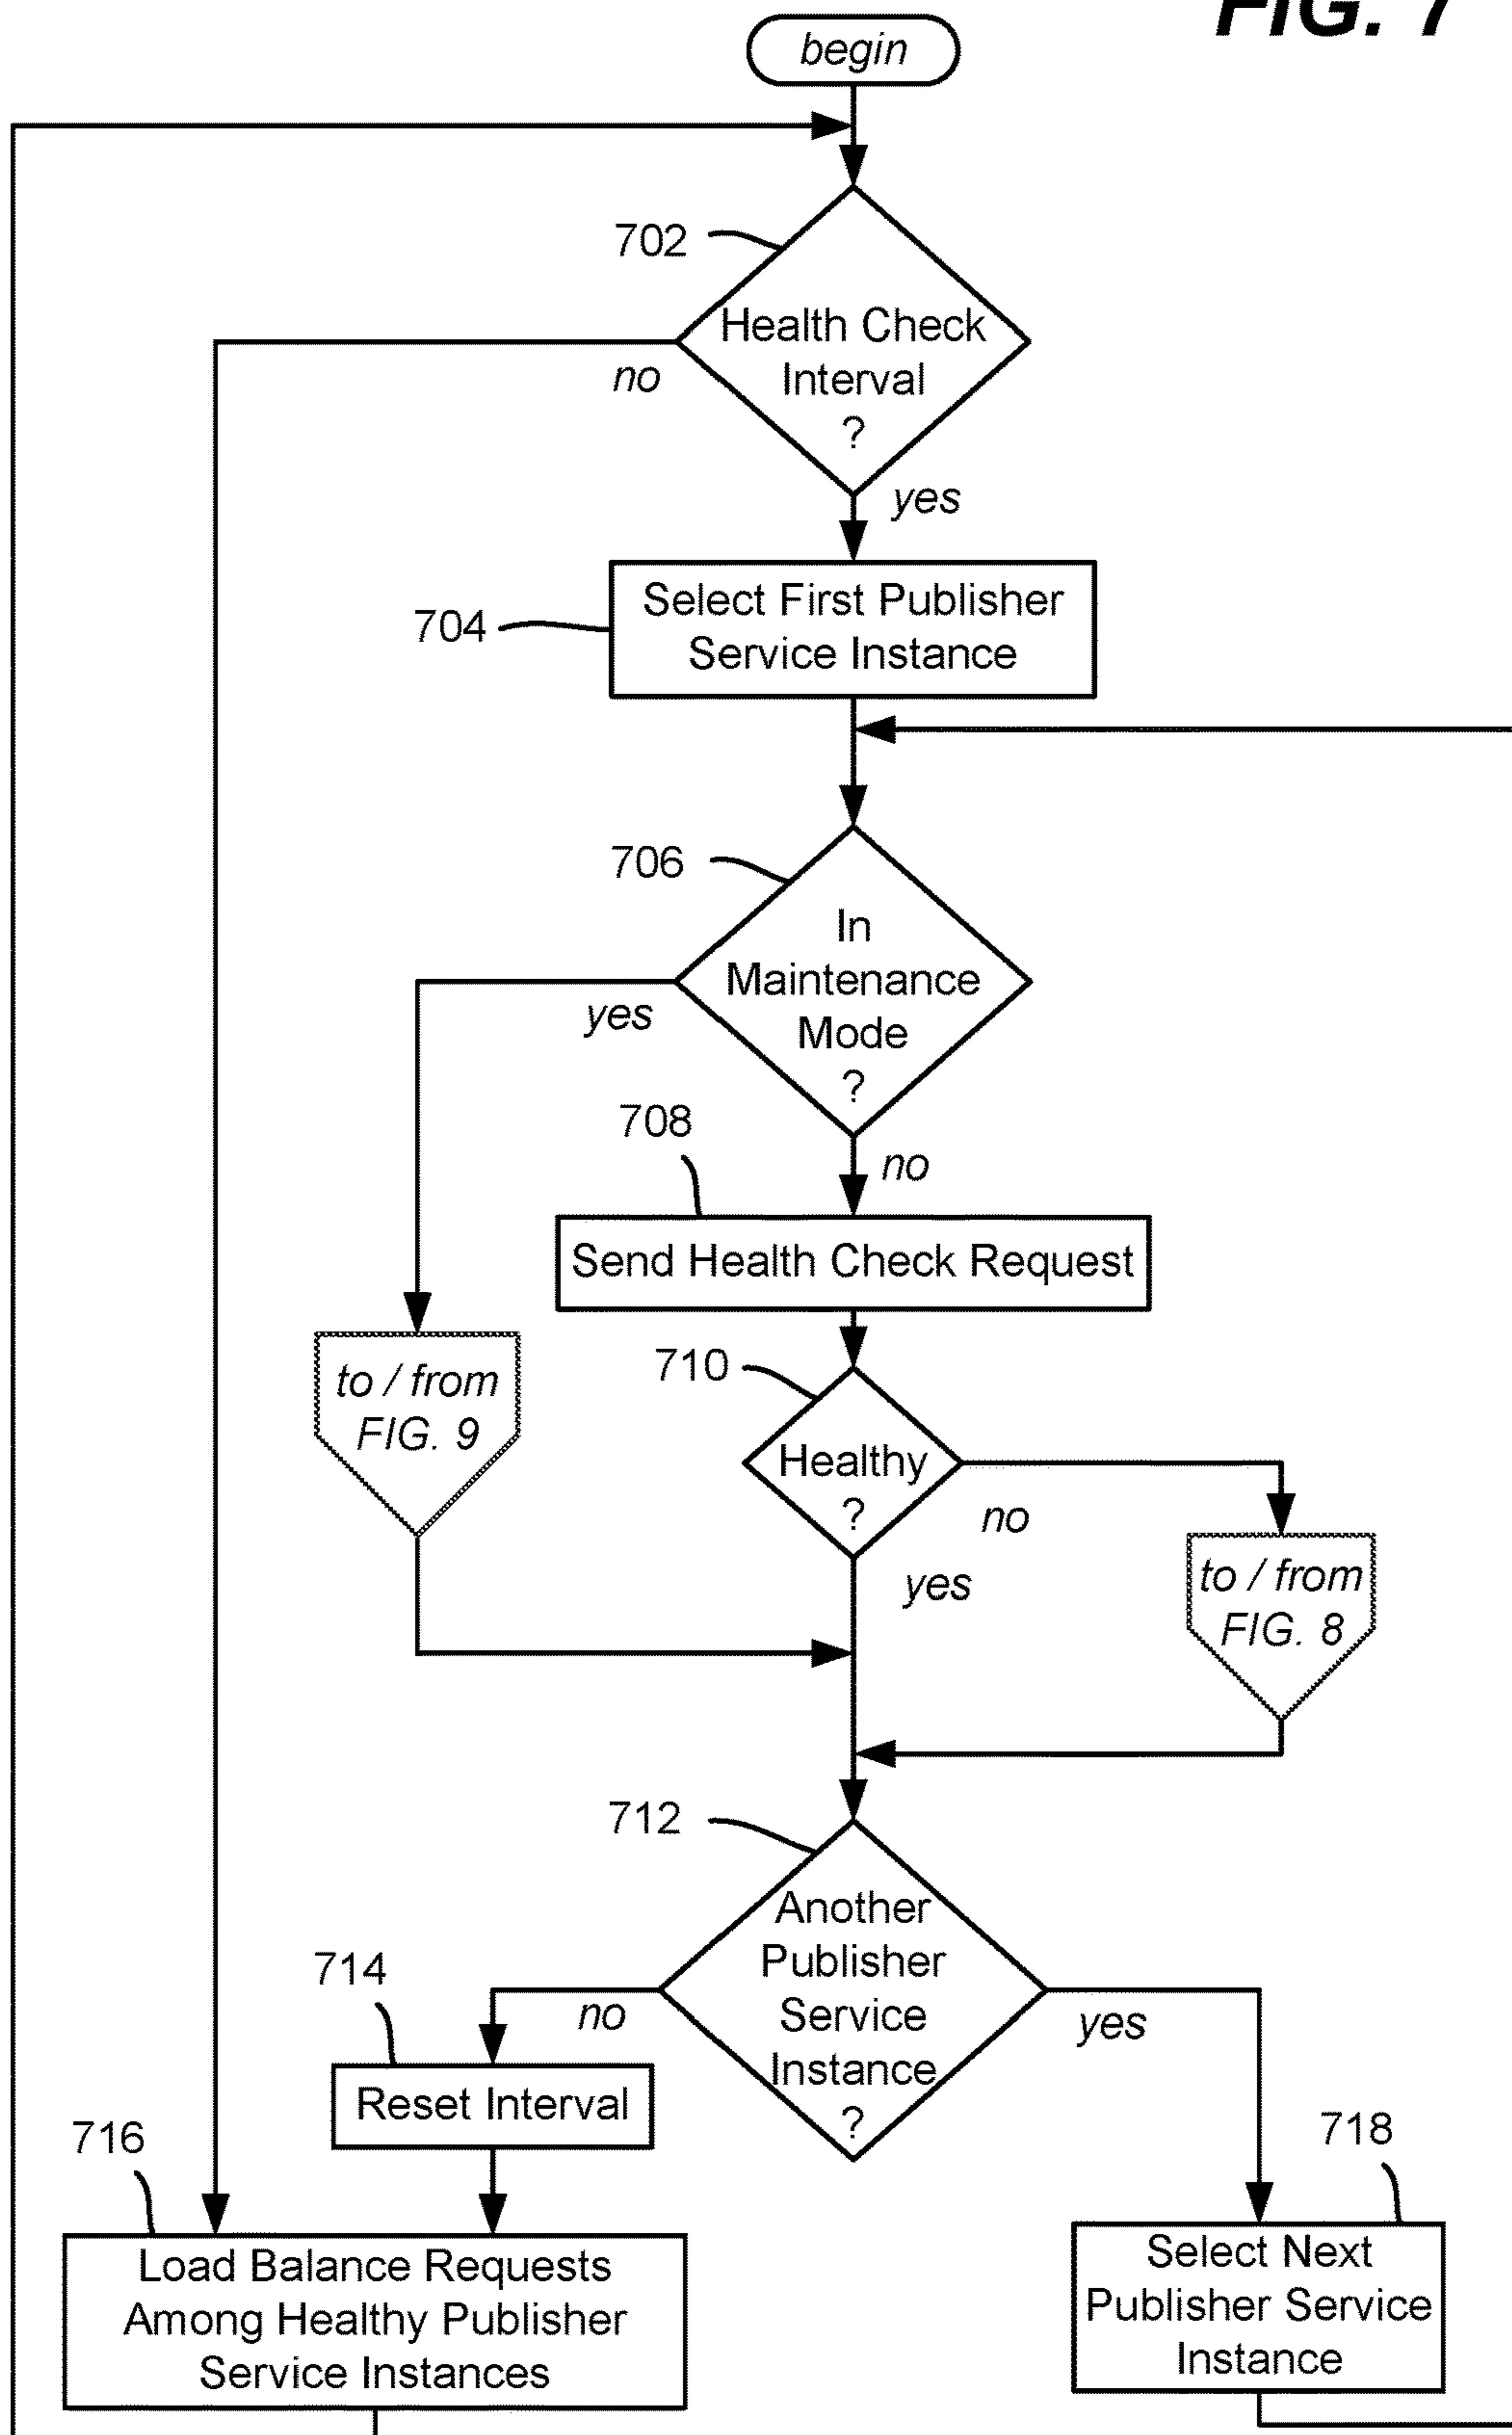 FIG. 7
begin
702
Health Check
Interval
?
no
yes
704
Select First Publisher
Service Instance
706
In
Maintenance
Mode
?
yes
no
708
Send Health Check Request
to / from
FIG. 9
710
Healthy
?
no
yes
to / from
FIG. 8
712
Another
Publisher
Service
Instance
?
no
yes
714
Reset Interval
716
Load Balance Requests
Among Healthy Publisher
Service Instances
718
Select Next
Publisher Service
Instance